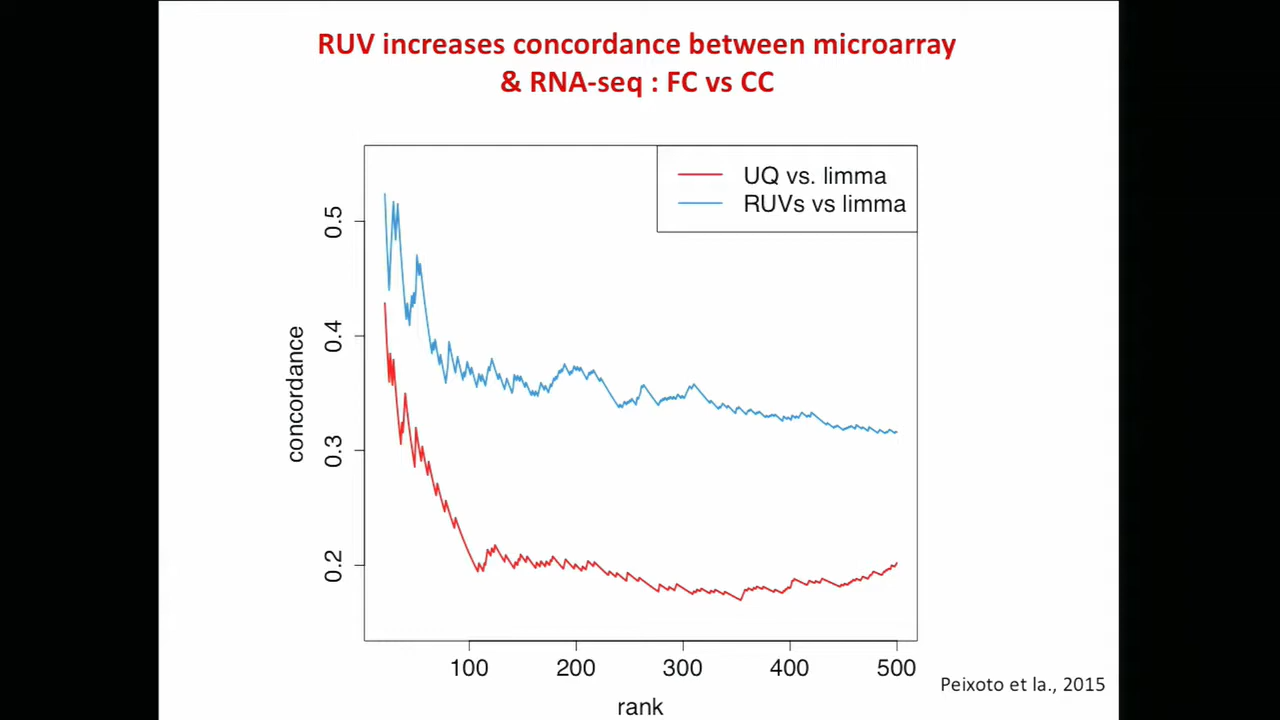 RUV increases concordance between microarray
& RNA-seq : FC vs CC
UQ vs. limma
RUVs vs limma
concordance
0.5
0.4
0.3
0.2
100 200 300 400 500
rank
Peixoto et la., 2015